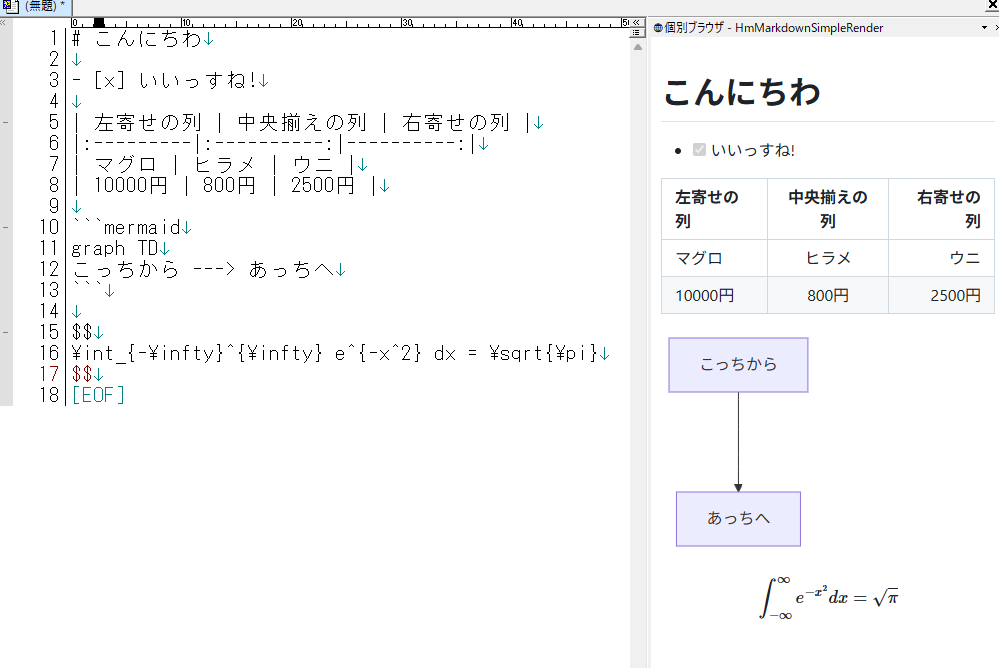 (無題) *
0 10 20 30 40 50
1 # こんにちわ↓
2 ↓
3 - [x] いいっすね!↓
4 ↓
5 | 左寄せの列 | 中央揃えの列 | 右寄せの列 |↓
6 |:---------|:----------:|----------:|↓
7 | マグロ | ヒラメ | ウニ |↓
8 | 10000円 | 800円 | 2500円 |↓
9 ↓
10 ```mermaid↓
11 graph TD↓
12 こっちから ---> あっちへ↓
13 ```↓
14 ↓
15 $$↓
16 ¥int_{-¥infty}^{¥infty} e^{-x^2} dx = ¥sqrt{¥pi}↓
17 $$↓
18 [EOF]
個別ブラウザ - HmMarkdownSimpleRender
こんにちわ
• いいっすね!
左寄せの列 中央揃えの列 右寄せの列
マグロ ヒラメ ウニ
10000円 800円 2500円
こっちから
あっちへ
∫_{-∞}^{∞} e^{-x^2} dx = √π